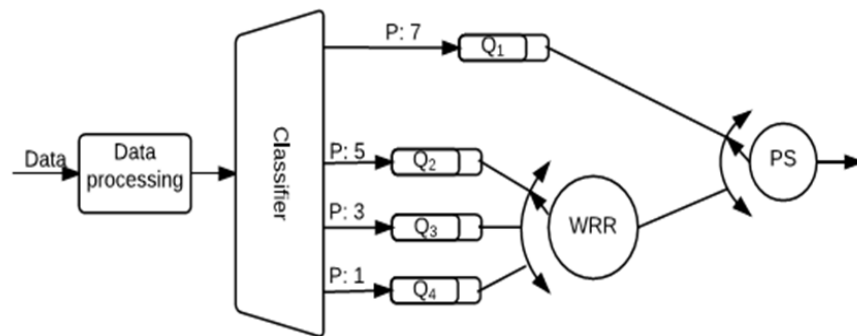 P: 7
Q₁
Data
Data
processing
Classifier
P: 5
Q₂
P: 3
Q₃
P: 1
Q₄
WRR
PS